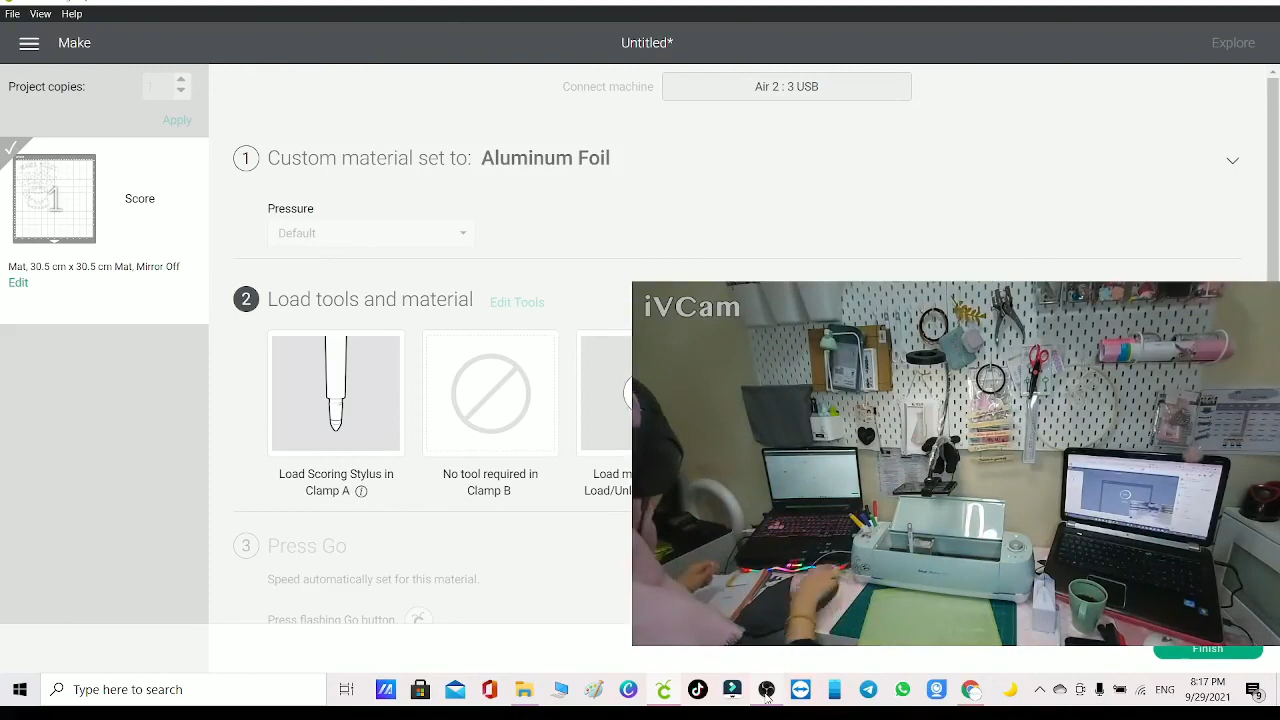 File View Help
Make
Untitled*
Explore
Project copies:
1
Connect machine
Air 2 : 3 USB
Apply
1 Custom material set to: Aluminum Foil
Score
Pressure
Default
Mat, 30.5 cm x 30.5 cm Mat, Mirror Off
Edit
2 Load tools and material Edit Tools
iVCam
Load Scoring Stylus in
Clamp A
No tool required in
Clamp B
Load m
Load/Unl
3 Press Go
Speed automatically set for this material.
Press flashing Go button.
Finish
Type here to search
ENG
8:17 PM
9/29/2021
9